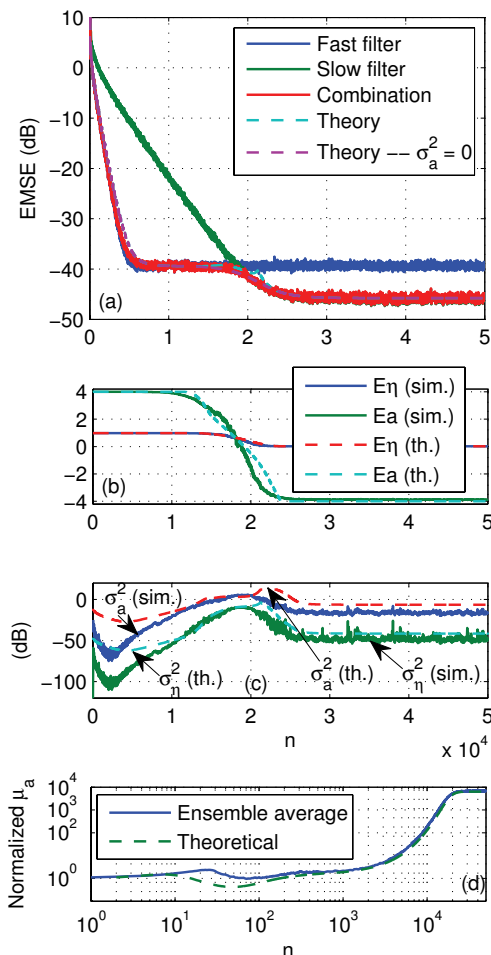 10
0
−10
−20
−30
−40
−50
EMSE (dB)
Fast filter
Slow filter
Combination
Theory
Theory −− σ_a^2 = 0
(a)
0 1 2 3 4 5
4
2
0
−2
−4
Eη (sim.)
Ea (sim.)
Eη (th.)
Ea (th.)
(b)
0 1 2 3 4 5
0
−50
−100
(dB)
σ_a^2 (sim.)
σ_η^2 (th.)
(c)
σ_a^2 (th.)
σ_η^2 (sim.)
0 1 2 3 4 5
n
x 10^4
Normalized μ_a
10^4
10^2
10^0
Ensemble average
Theoretical
(d)
10^0 10^1 10^2 10^3 10^4
n